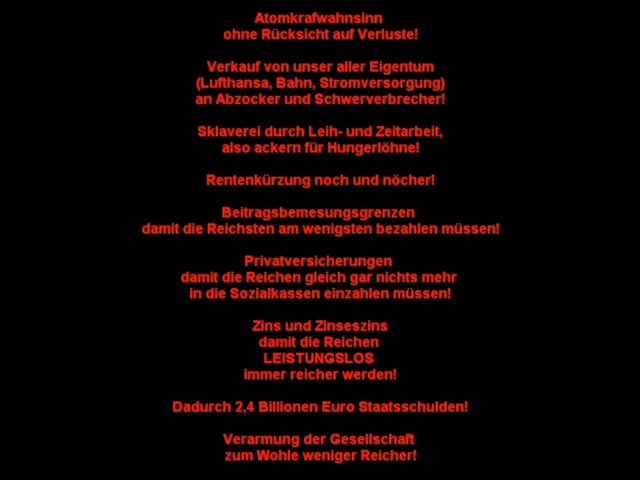 Atomkrafwahnsinn
ohne Rücksicht auf Verluste!
Verkauf von unser aller Eigentum
(Lufthansa, Bahn, Stromversorgung)
an Abzocker und Schwerverbrecher!
Sklaverei durch Leih- und Zeitarbeit,
also ackern für Hungerlöhne!
Rentenkürzung noch und nöcher!
Beitragsbemesungsgrenzen
damit die Reichsten am wenigsten bezahlen müssen!
Privatversicherungen
damit die Reichen gleich gar nichts mehr
in die Sozialkassen einzahlen müssen!
Zins und Zinseszins
damit die Reichen
LEISTUNGSLOS
immer reicher werden!
Dadurch 2,4 Billionen Euro Staatsschulden!
Verarmung der Gesellschaft
zum Wohle weniger Reicher!